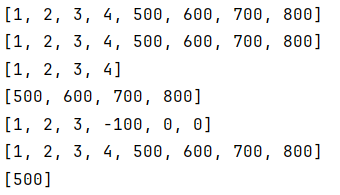 [1, 2, 3, 4, 500, 600, 700, 800]
[1, 2, 3, 4, 500, 600, 700, 800]
[1, 2, 3, 4]
[500, 600, 700, 800]
[1, 2, 3, -100, 0, 0]
[1, 2, 3, 4, 500, 600, 700, 800]
[500]